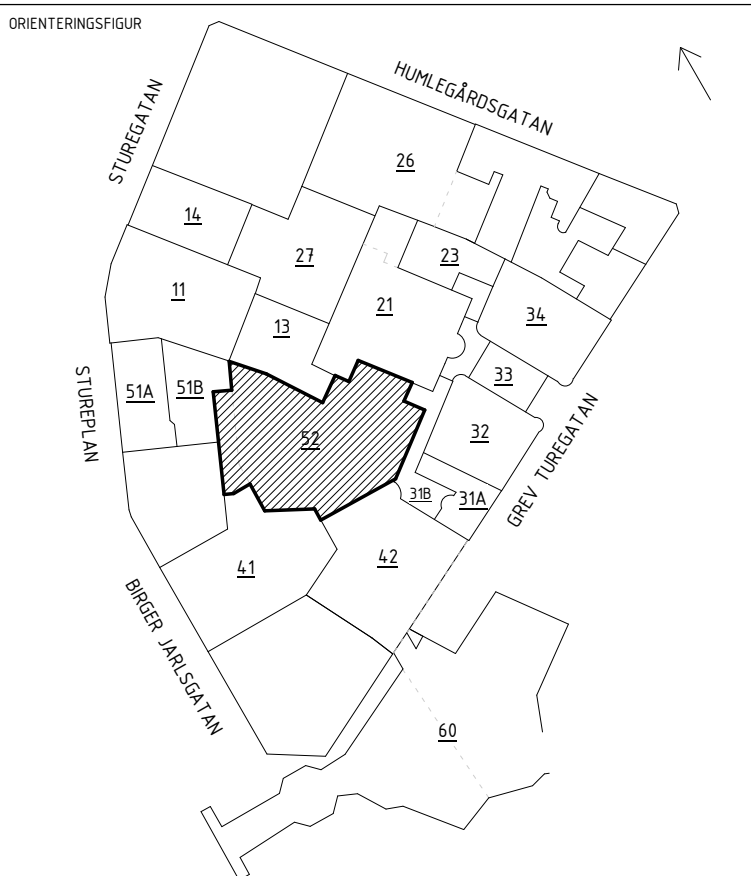 ORIENTERINGSFIGUR
HUMLEGÅRDSGATAN
STUREGATAN
26
14
27
23
11
21
34
13
33
51A
51B
STUREPLAN
52
32
GREV TUREGATAN
31B
31A
42
41
BIRGER JARLSGATAN
60